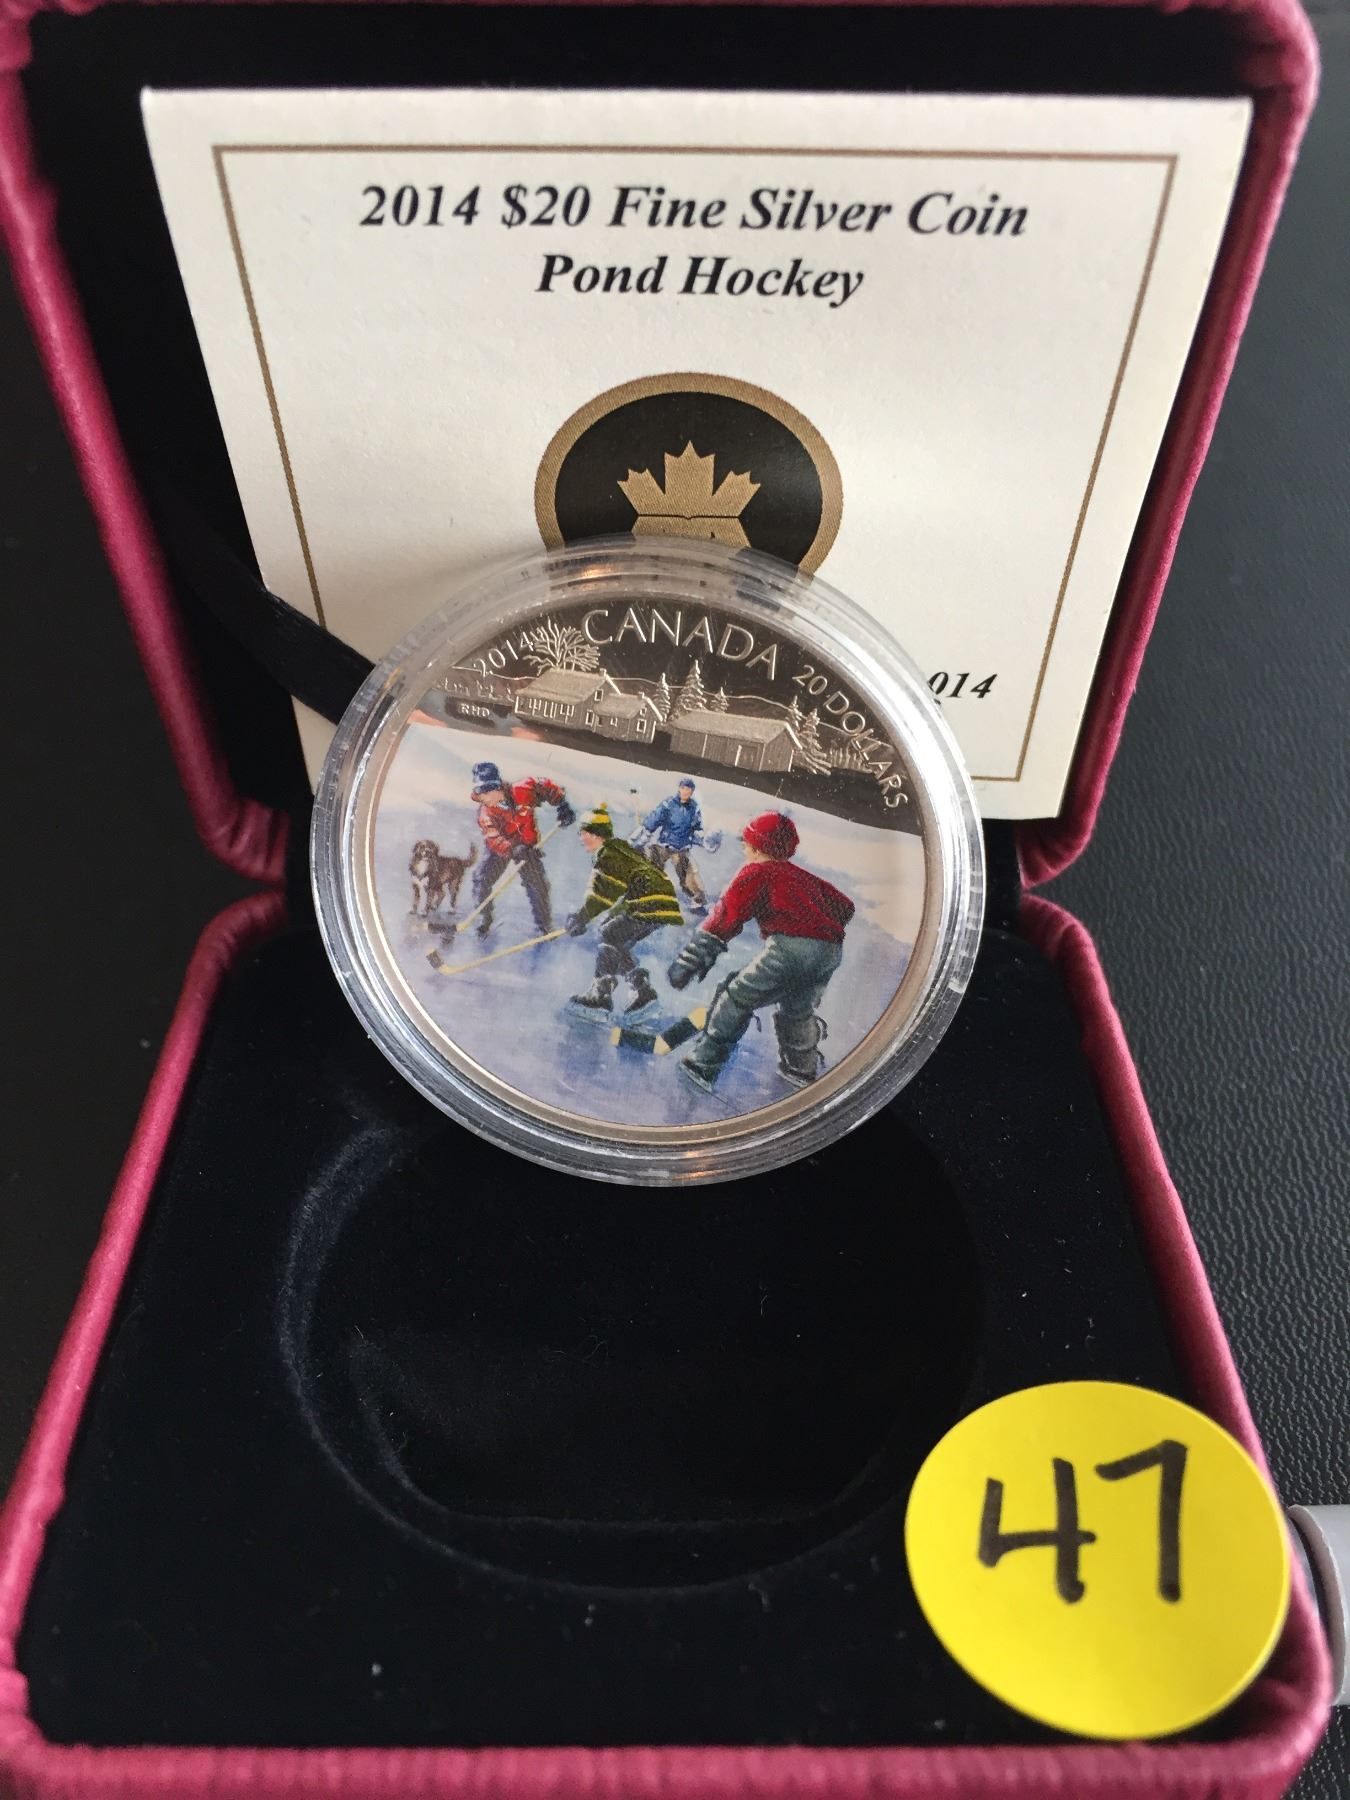 2014 $20 Fine Silver Coin
Pond Hockey
014
2014 CANADA 20 DOLLARS
RHD
47